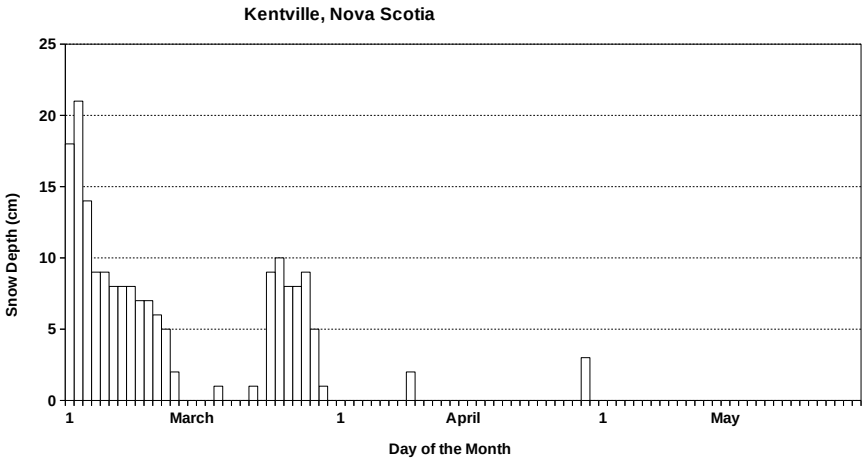 Kentville, Nova Scotia
25
20
15
10
5
0
Snow Depth (cm)
1 March 1 April 1 May
Day of the Month